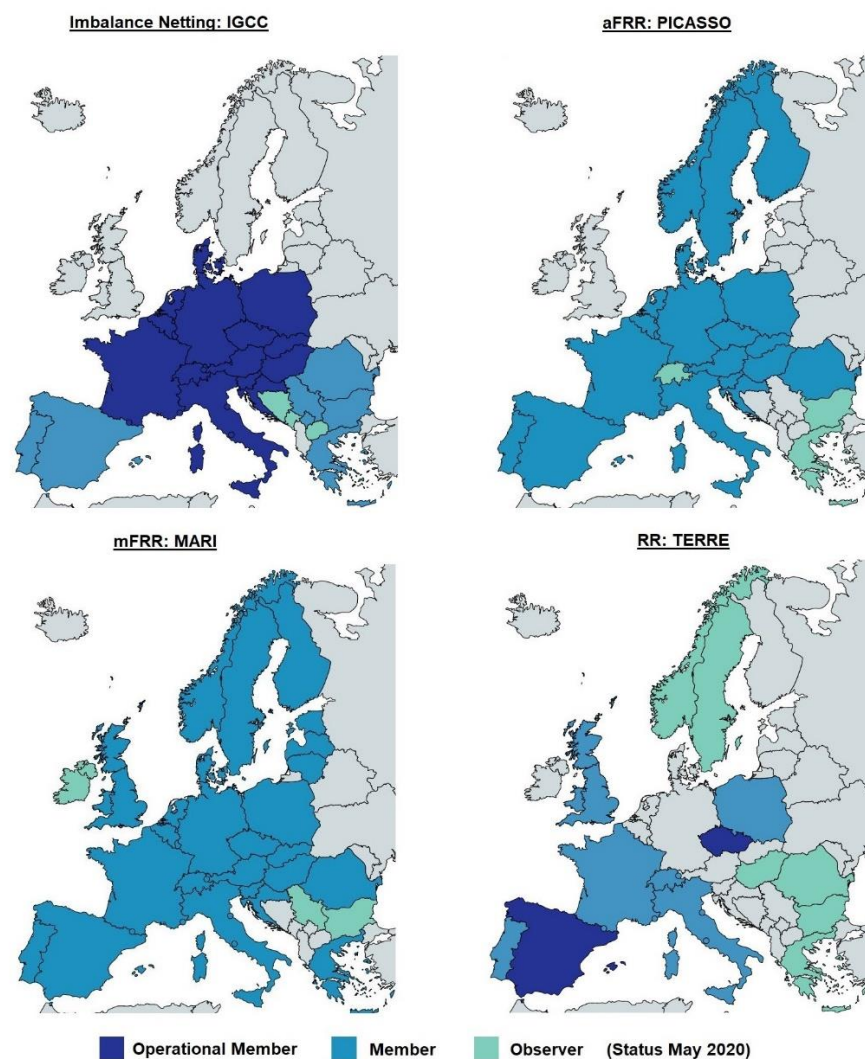 Imbalance Netting: IGCC
aFRR: PICASSO
mFRR: MARI
RR: TERRE
Operational Member
Member
Observer
(Status May 2020)